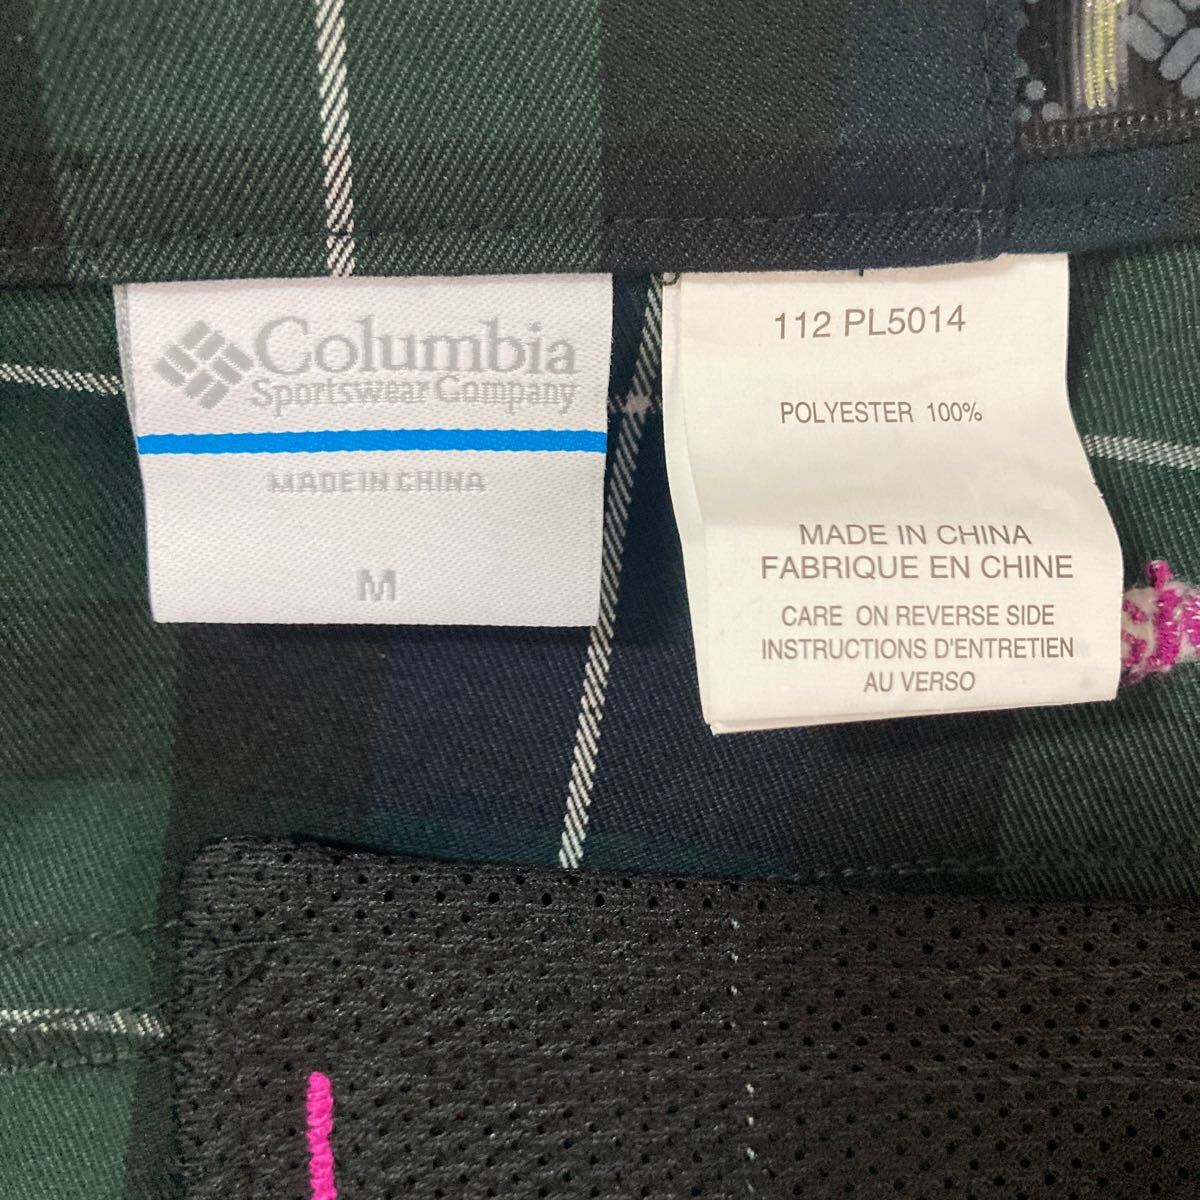 Columbia
Sportswear Company
MADE IN CHINA
M
112 PL5014
POLYESTER 100%
MADE IN CHINA
FABRIQUE EN CHINE
CARE ON REVERSE SIDE
INSTRUCTIONS D'ENTRETIEN
AU VERSO